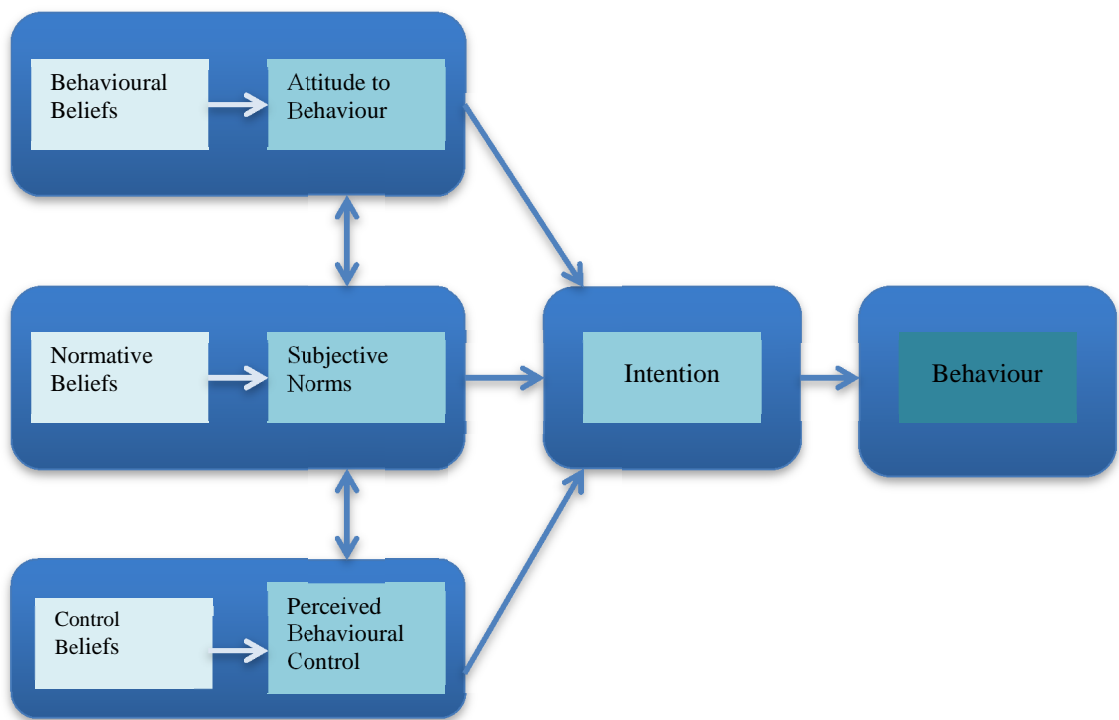 Behavioural
Beliefs
Attitude to
Behaviour
Normative
Beliefs
Subjective
Norms
Intention
Behaviour
Control
Beliefs
Perceived
Behavioural
Control